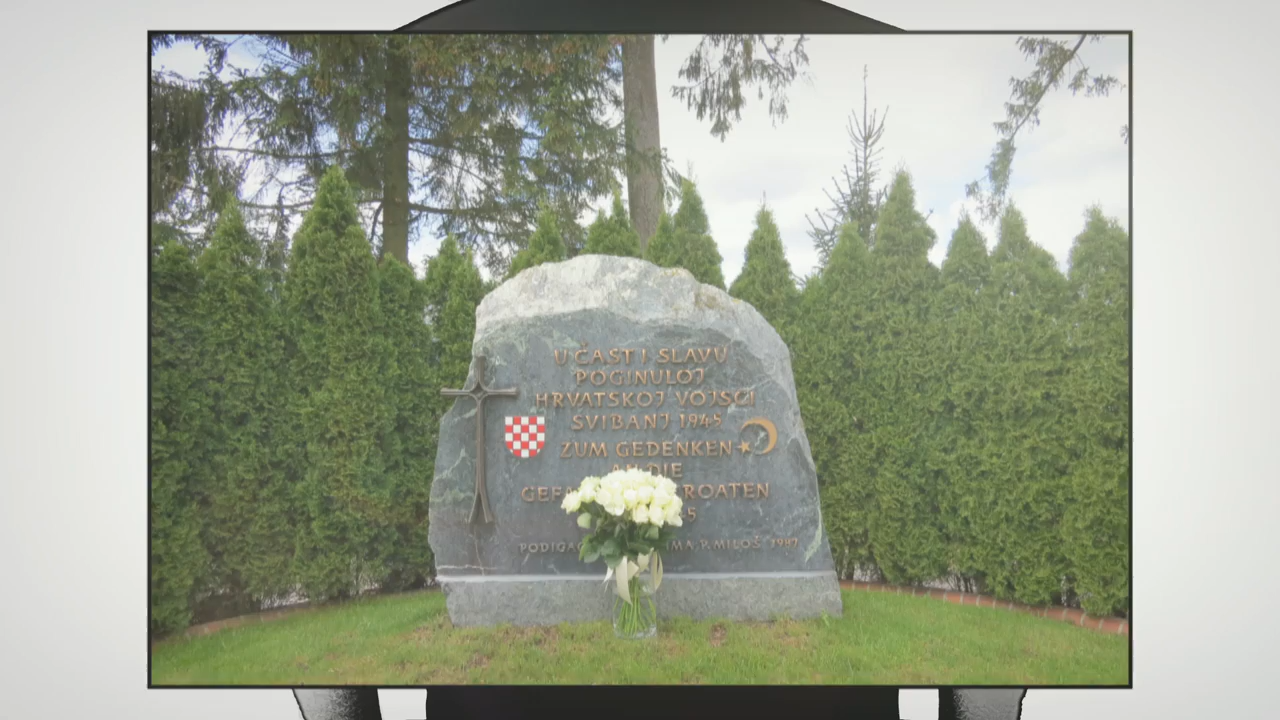 U ČAST I SLAVU
POGINULOJ
HRVATSKOJ VOJSCI
SVIBANJ 1945
ZUM GEDENKEN
DIE
P. MILOŠ 1987